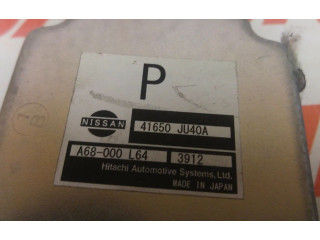 P
NISSAN
41650 JU40A
A68-000 L64
3912
Hitachi Automotive Systems, Ltd.
MADE IN JAPAN